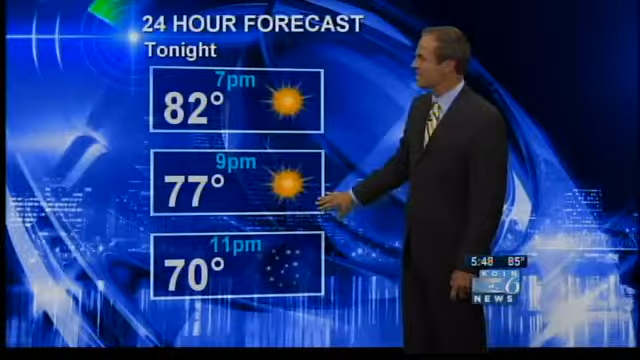 24 HOUR FORECAST
Tonight
7pm
82°
9pm
77°
11pm
70°
5:48 85°
KOIN
6
NEWS